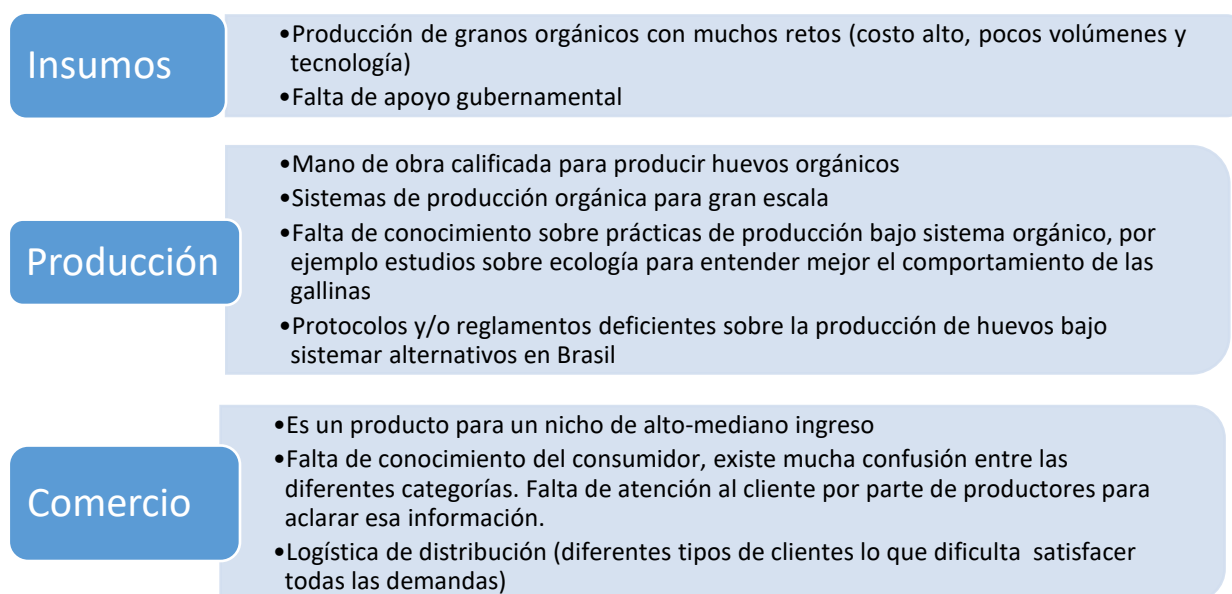 Insumos
•Producción de granos orgánicos con muchos retos (costo alto, pocos volúmenes y
tecnología)
•Falta de apoyo gubernamental
Producción
•Mano de obra calificada para producir huevos orgánicos
•Sistemas de producción orgánica para gran escala
•Falta de conocimiento sobre prácticas de producción bajo sistema orgánico, por
ejemplo estudios sobre ecología para entender mejor el comportamiento de las
gallinas
•Protocolos y/o reglamentos deficientes sobre la producción de huevos bajo
sistemar alternativos en Brasil
Comercio
•Es un producto para un nicho de alto-mediano ingreso
•Falta de conocimiento del consumidor, existe mucha confusión entre las
diferentes categorías. Falta de atención al cliente por parte de productores para
aclarar esa información.
•Logística de distribución (diferentes tipos de clientes lo que dificulta  satisfacer
todas las demandas)